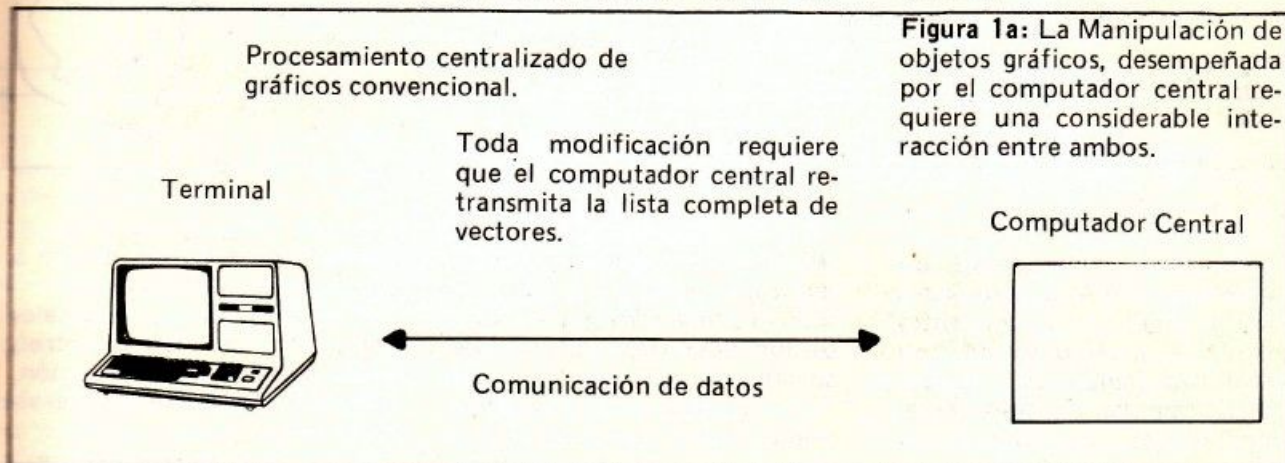 Procesamiento centralizado de
gráficos convencional.
Figura 1a: La Manipulación de
objetos gráficos, desempeñada
por el computador central re-
quiere una considerable inte-
racción entre ambos.
Toda modificación requiere
que el computador central re-
transmita la lista completa de
vectores.
Terminal
Computador Central
Comunicación de datos